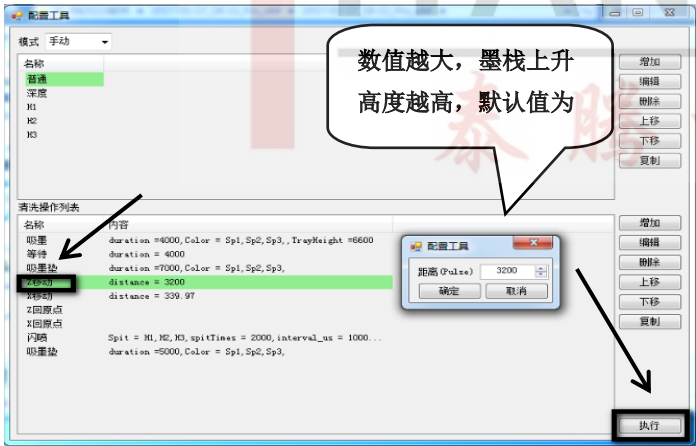 配置工具
模式 手动
名称
普通
深度
H1
H2
H3
增加
编辑
删除
上移
下移
复制
数值越大，墨栈上升
高度越高，默认值为
泰腾
清洗操作列表
名称 内容
吸墨 duration =4000,Color = Sp1,Sp2,Sp3,,TrayHeight =6600
等待 duration = 4000
吸墨垫 duration =7000,Color = Sp1,Sp2,Sp3,
Z移动 distance = 3200
X移动 distance = 339.97
Z回原点
X回原点
闪喷 Spit = H1,H2,H3,spitTimes = 2000,interval_us = 1000...
吸墨垫 duration =5000,Color = Sp1,Sp2,Sp3,
配置工具
距离(Pulse) 3200
确定 取消
增加
编辑
删除
上移
下移
复制
执行